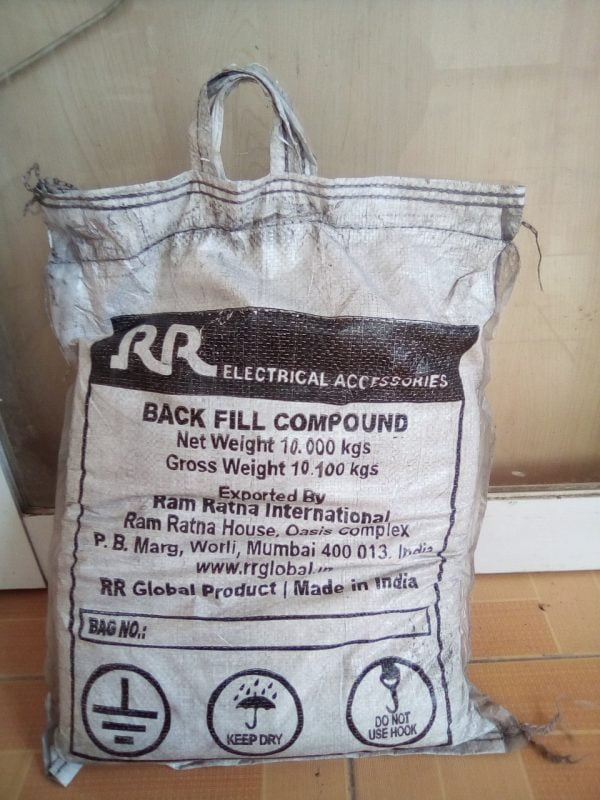 RR ELECTRICAL ACCESSORIES
BACK FILL COMPOUND
Net Weight 10.000 kgs
Gross Weight 10.100 kgs
Exported By
Ram Ratna International
Ram Ratna House, Oasis complex
P. B. Marg, Worli, Mumbai 400 013. India
www.rrglobal.in
RR Global Product | Made in India
BAG NO.:
KEEP DRY
DO NOT
USE HOOK